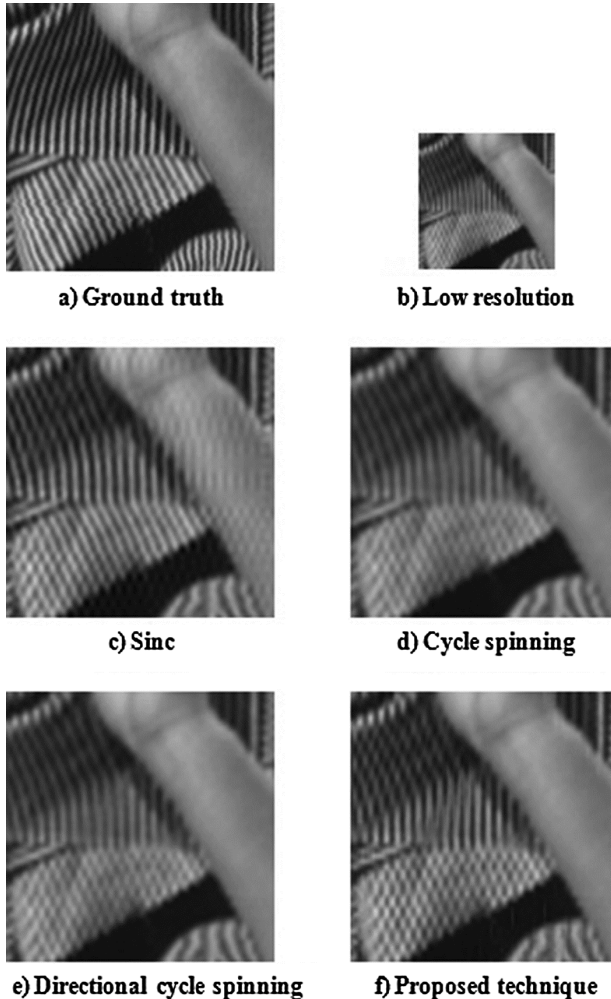 a) Ground truth
b) Low resolution
c) Sinc
d) Cycle spinning
e) Directional cycle spinning
f) Proposed technique